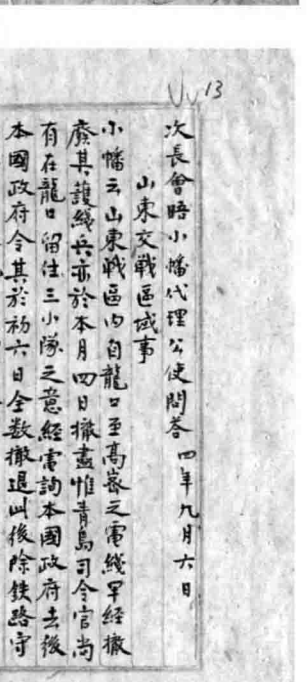 13
次長會晤小幡代理公使問答 四年九月六日
山東交戰區域事
小幡云山東戰區内自龍口至高密之電綫早經撤
廢其護綫兵亦於本月四日撤盡惟青島司令官尚
有在龍口留住三小隊之意經電詢本國政府去後
本國政府令其於初六日全数撤退此後除鉄路守